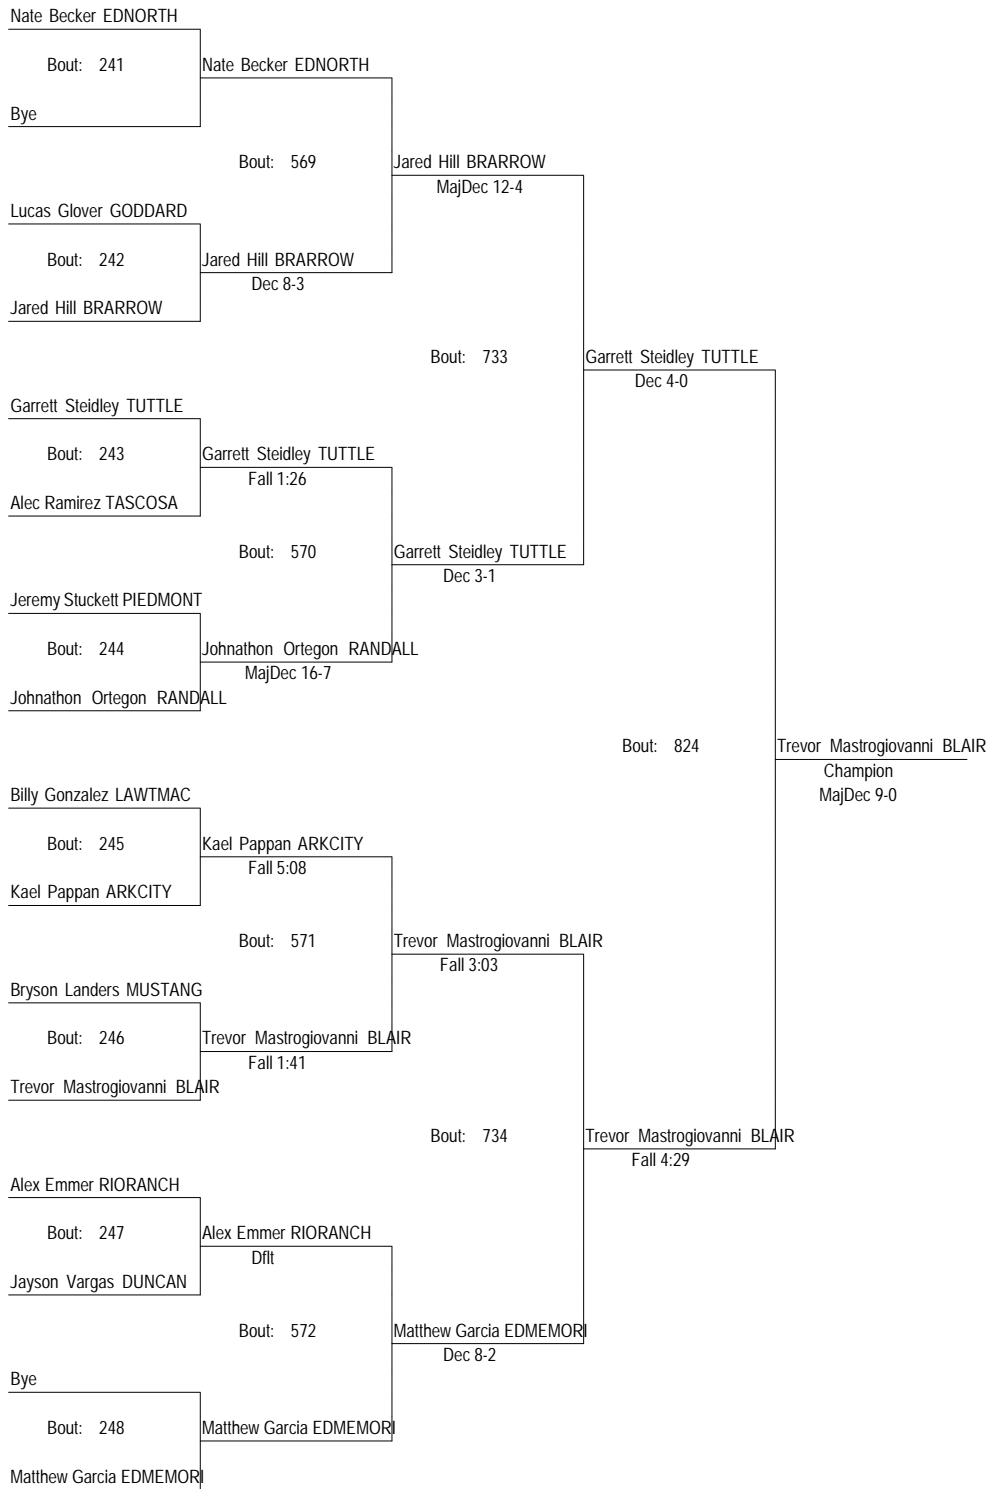 Nate Becker EDNORTH
Bout: 241
Nate Becker EDNORTH
Bye
Bout: 569
Jared Hill BRARROW
MajDec 12-4
Lucas Glover GODDARD
Bout: 242
Jared Hill BRARROW
Dec 8-3
Jared Hill BRARROW
Bout: 733
Garrett Steidley TUTTLE
Dec 4-0
Garrett Steidley TUTTLE
Bout: 243
Garrett Steidley TUTTLE
Fall 1:26
Alec Ramirez TASCOSA
Bout: 570
Garrett Steidley TUTTLE
Dec 3-1
Jeremy Stuckett PIEDMONT
Bout: 244
Johnathon Ortegon RANDALL
MajDec 16-7
Johnathon Ortegon RANDALL
Bout: 824
Trevor Mastrogiovanni BLAIR
Champion
MajDec 9-0
Billy Gonzalez LAWTMAC
Bout: 245
Kael Pappan ARKCITY
Fall 5:08
Kael Pappan ARKCITY
Bout: 571
Trevor Mastrogiovanni BLAIR
Fall 3:03
Bryson Landers MUSTANG
Bout: 246
Trevor Mastrogiovanni BLAIR
Fall 1:41
Trevor Mastrogiovanni BLAIR
Bout: 734
Trevor Mastrogiovanni BLAIR
Fall 4:29
Alex Emmer RIORANCH
Bout: 247
Alex Emmer RIORANCH
Dflt
Jayson Vargas DUNCAN
Bout: 572
Matthew Garcia EDMEMORI
Dec 8-2
Bye
Bout: 248
Matthew Garcia EDMEMORI
Matthew Garcia EDMEMORI